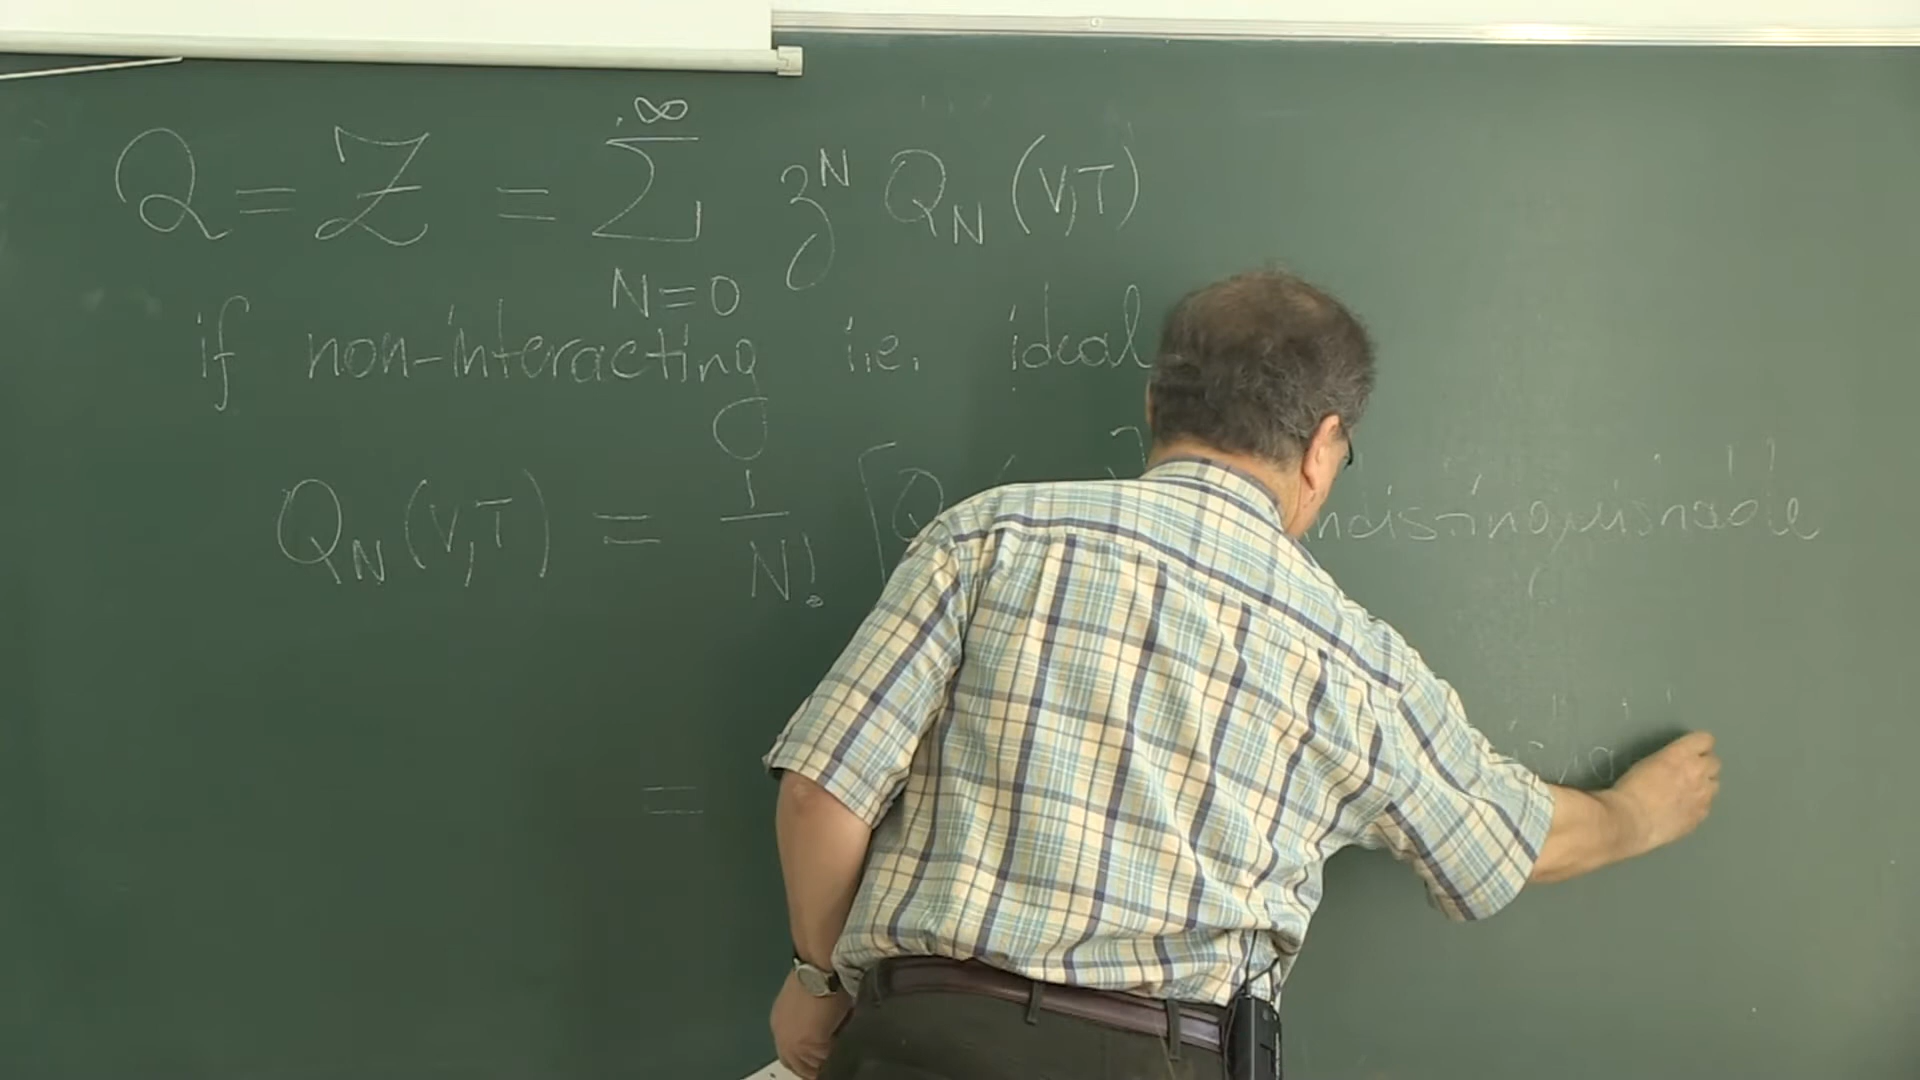 Q = Z = ∑_{N=0}^{∞} z^N Q_N (V,T)
if non-interacting i.e. ideal
Q_N (V,T) = 1/N! [Q indistinguishable
=